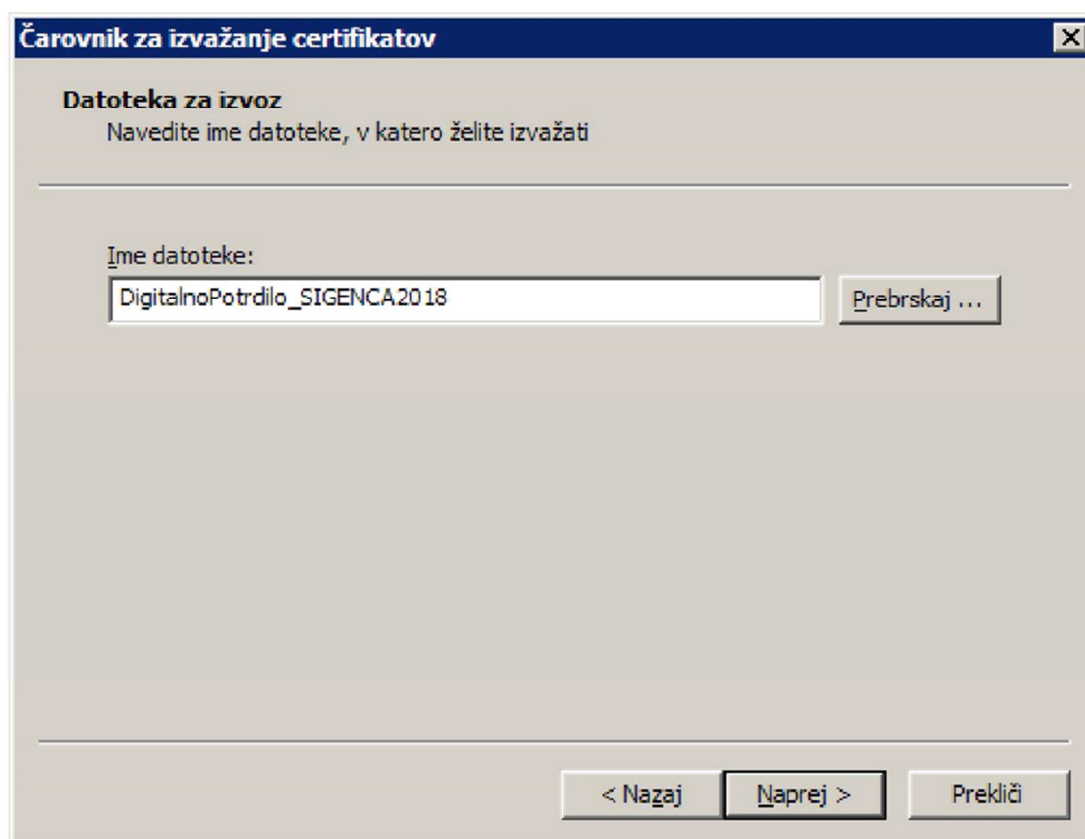 Čarovnik za izvažanje certifikatov
Datoteka za izvoz
Navedite ime datoteke, v katero želite izvažati
Ime datoteke:
DigitalnoPotrdilo_SIGENCA2018
Prebrskaj ...
< Nazaj
Naprej >
Prekliči